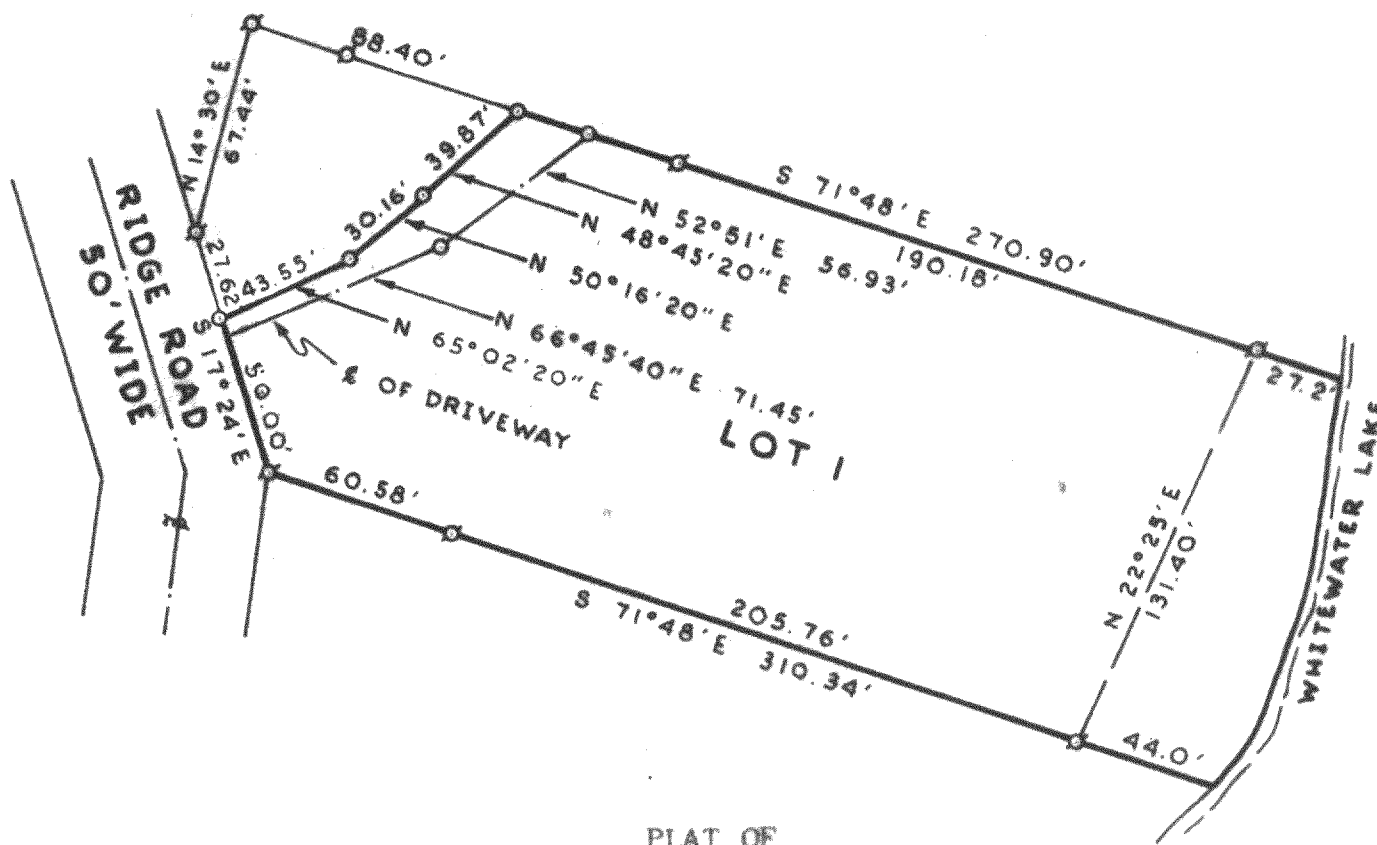 88.40'
N 14°30'E
67.44'
39.87'
30.16'
43.55'
27.62
S 17°24'E
50.00'
RIDGE ROAD
50' WIDE
S 71°48'E 270.90'
190.18'
27.2'
N 52°51'E 56.93'
N 48°45'20"E
N 50°16'20"E
N 66°45'40"E 71.45'
N 65°02'20"E
℄ OF DRIVEWAY
LOT 1
60.58'
205.76'
S 71°48'E 310.34'
N 22°25'E
131.40'
44.0'
WHITEWATER LAKE
℄
PLAT OF